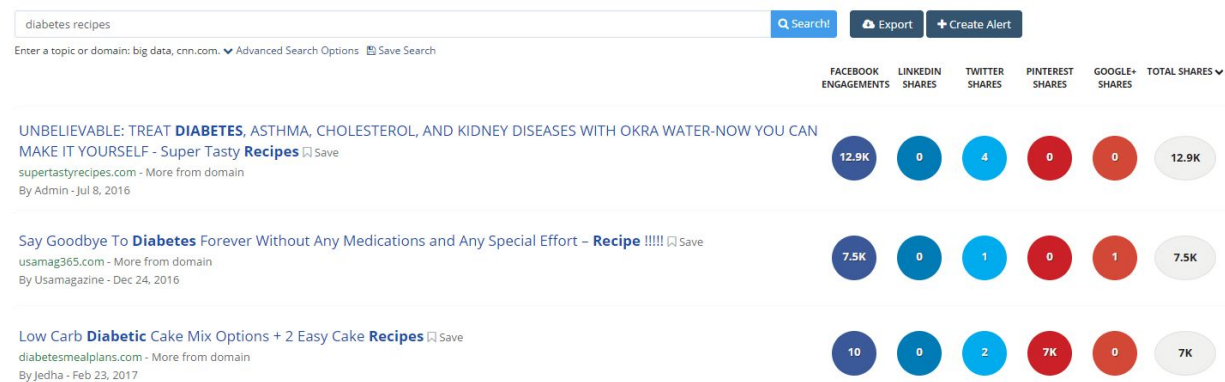 diabetes recipes
Search!
Export
Create Alert
Enter a topic or domain: big data, cnn.com. Advanced Search Options Save Search
FACEBOOK ENGAGEMENTS
LINKEDIN SHARES
TWITTER SHARES
PINTEREST SHARES
GOOGLE+ SHARES
TOTAL SHARES
UNBELIEVABLE: TREAT DIABETES, ASTHMA, CHOLESTEROL, AND KIDNEY DISEASES WITH OKRA WATER-NOW YOU CAN
MAKE IT YOURSELF - Super Tasty Recipes Save
supertastyrecipes.com - More from domain
By Admin - Jul 8, 2016
12.9K 0 4 0 0 12.9K
Say Goodbye To Diabetes Forever Without Any Medications and Any Special Effort – Recipe !!!!! Save
usamag365.com - More from domain
By Usamagazine - Dec 24, 2016
7.5K 0 1 0 1 7.5K
Low Carb Diabetic Cake Mix Options + 2 Easy Cake Recipes Save
diabetesmealplans.com - More from domain
By Jedha - Feb 23, 2017
10 0 2 7K 0 7K